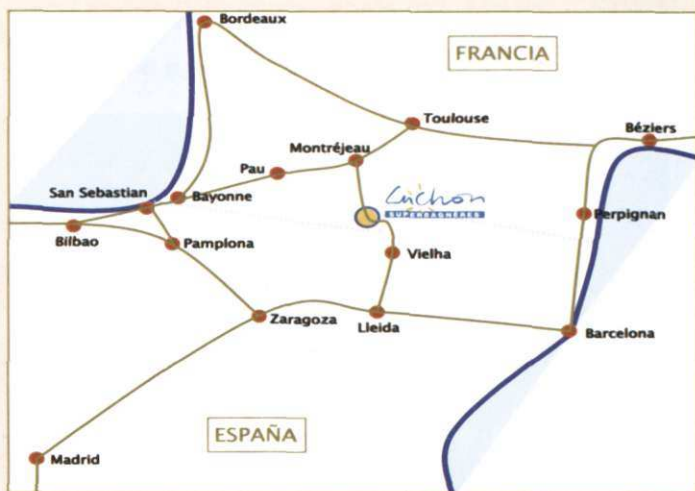 Bordeaux
FRANCIA
Toulouse
Béziers
Montréjeau
Pau
Luchon
SUPERBAGNÈRES
San Sebastian
Bayonne
Perpignan
Bilbao
Pamplona
Vielha
Zaragoza
Lleida
Barcelona
ESPAÑA
Madrid